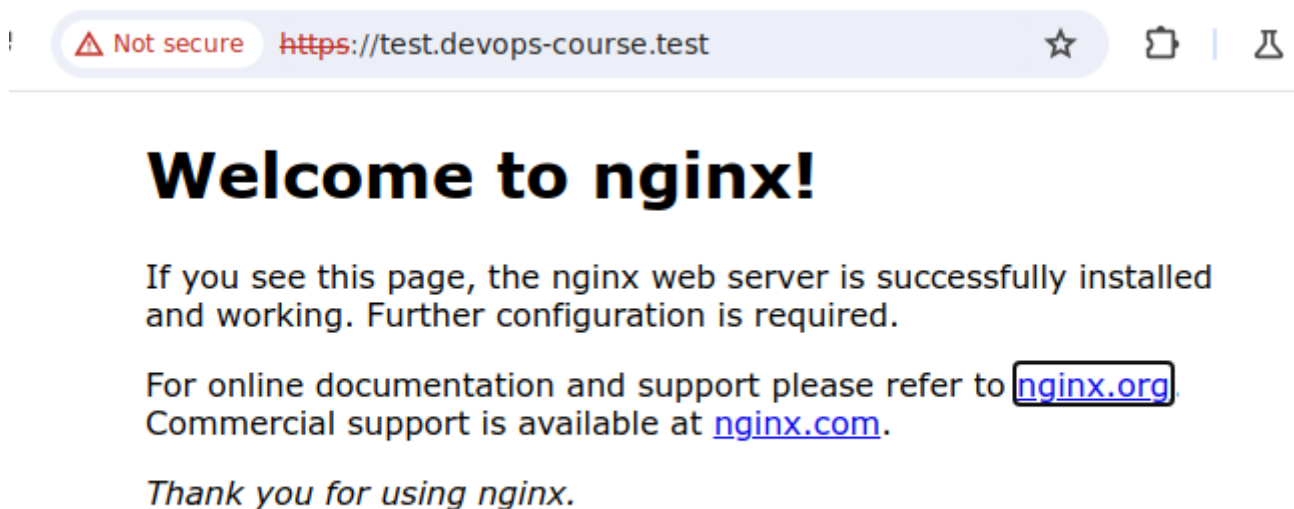 Not secure https://test.devops-course.test
Welcome to nginx!
If you see this page, the nginx web server is successfully installed
and working. Further configuration is required.
For online documentation and support please refer to nginx.org.
Commercial support is available at nginx.com.
Thank you for using nginx.